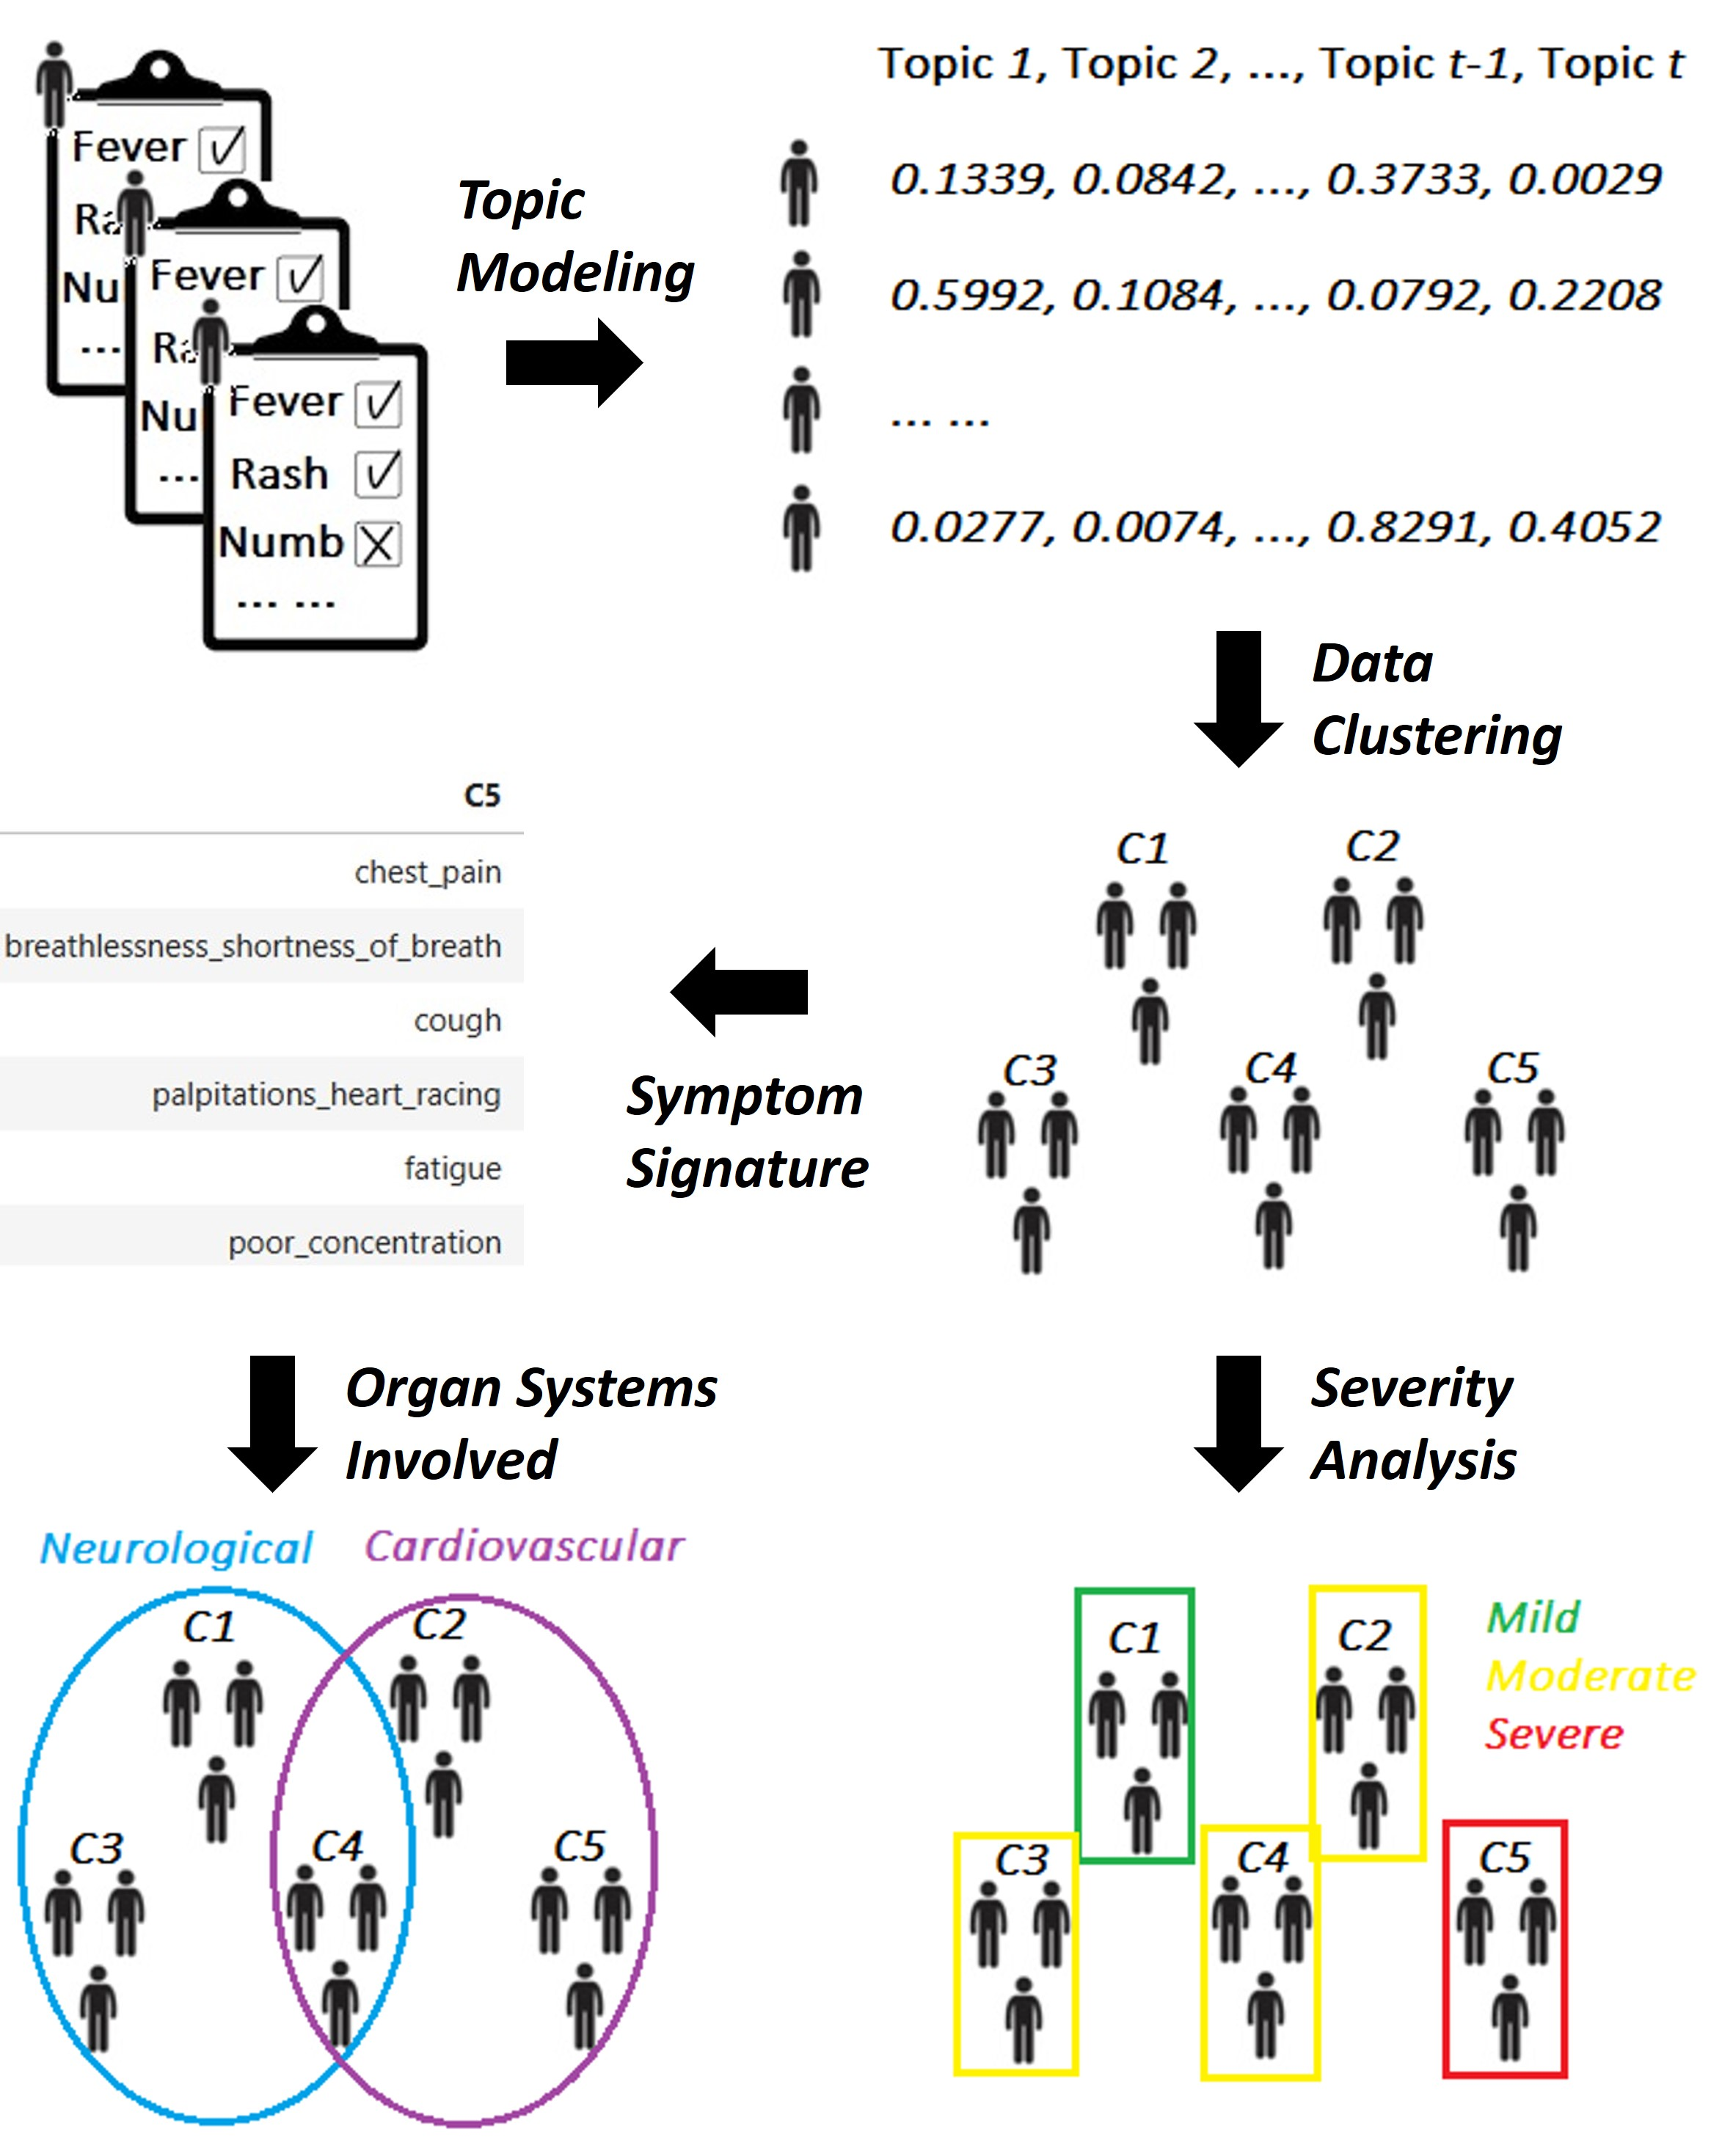 Fever
Ra
Nu
...
Fever
Ra
Nu
...
Fever
Rash
Numb
... ...
Topic Modeling
Topic 1, Topic 2, ..., Topic t-1, Topic t
0.1339, 0.0842, ..., 0.3733, 0.0029
0.5992, 0.1084, ..., 0.0792, 0.2208
... ...
0.0277, 0.0074, ..., 0.8291, 0.4052
Data
Clustering
C1 C2
C3 C4 C5
Symptom
Signature
C5
chest_pain
breathlessness_shortness_of_breath
cough
palpitations_heart_racing
fatigue
poor_concentration
Organ Systems
Involved
Neurological Cardiovascular
C1 C2
C3 C4 C5
Severity
Analysis
C1 C2
C3 C4 C5
Mild
Moderate
Severe